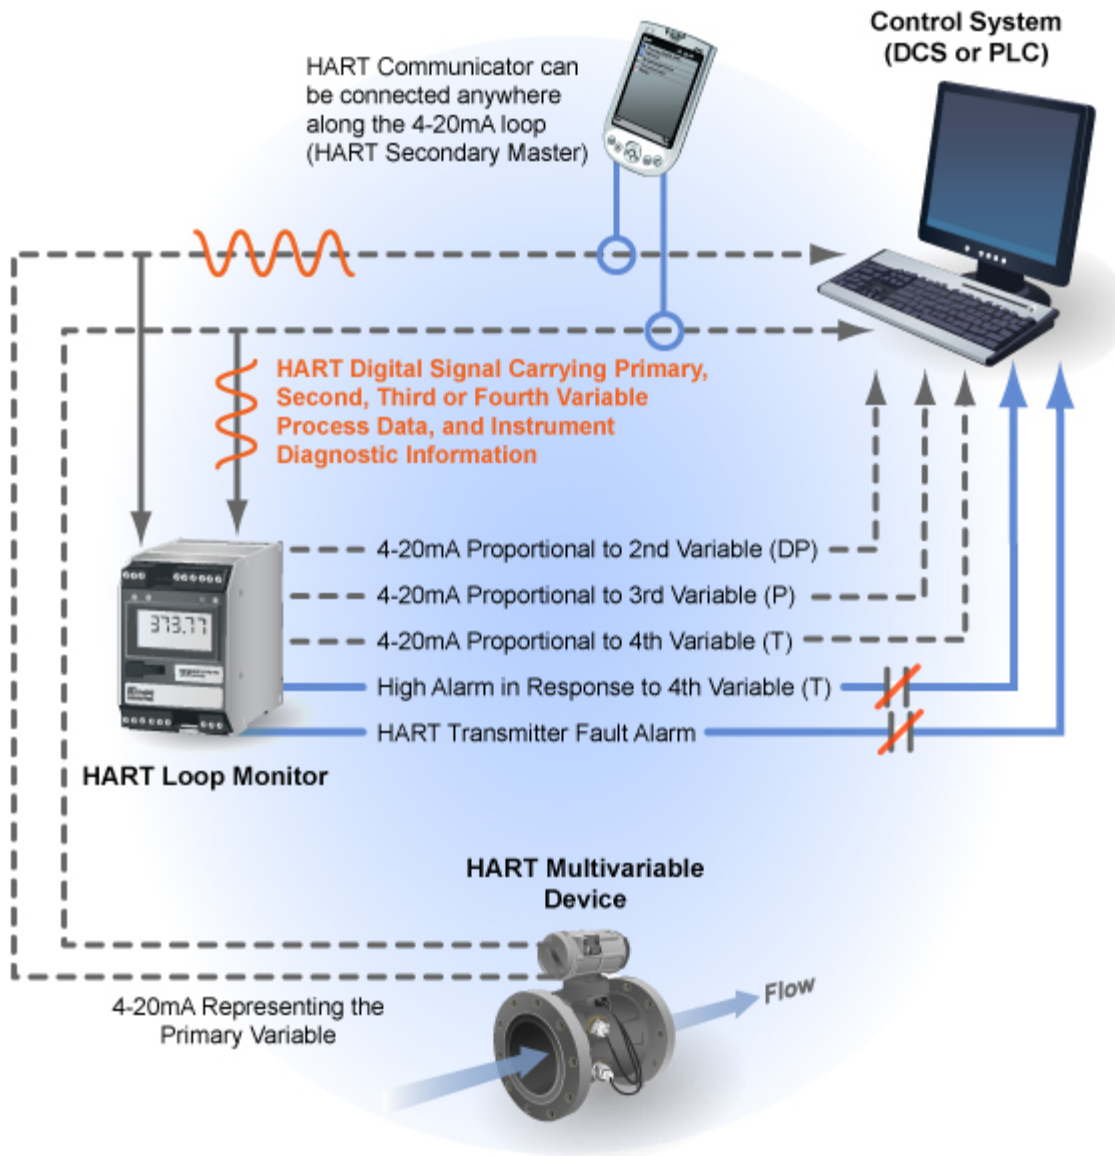 Control System
(DCS or PLC)
HART Communicator can
be connected anywhere
along the 4-20mA loop
(HART Secondary Master)
HART Digital Signal Carrying Primary,
Second, Third or Fourth Variable
Process Data, and Instrument
Diagnostic Information
4-20mA Proportional to 2nd Variable (DP)
4-20mA Proportional to 3rd Variable (P)
373.77
4-20mA Proportional to 4th Variable (T)
High Alarm in Response to 4th Variable (T)
HART Transmitter Fault Alarm
HART Loop Monitor
HART Multivariable
Device
Flow
4-20mA Representing the
Primary Variable